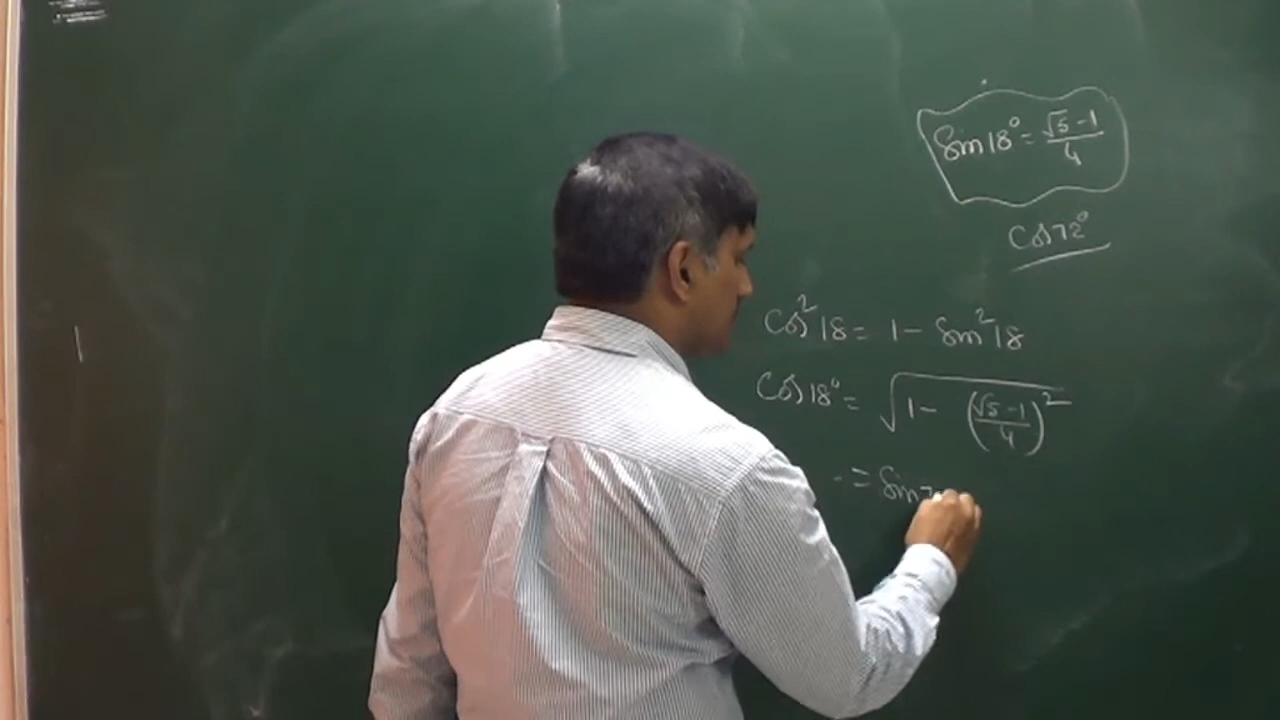 Sin 18° = √5 - 1 / 4
Cos 72°
Cos² 18 = 1 - Sin² 18
Cos 18° = √(1 - (√5 - 1 / 4)²)
= Sin 7